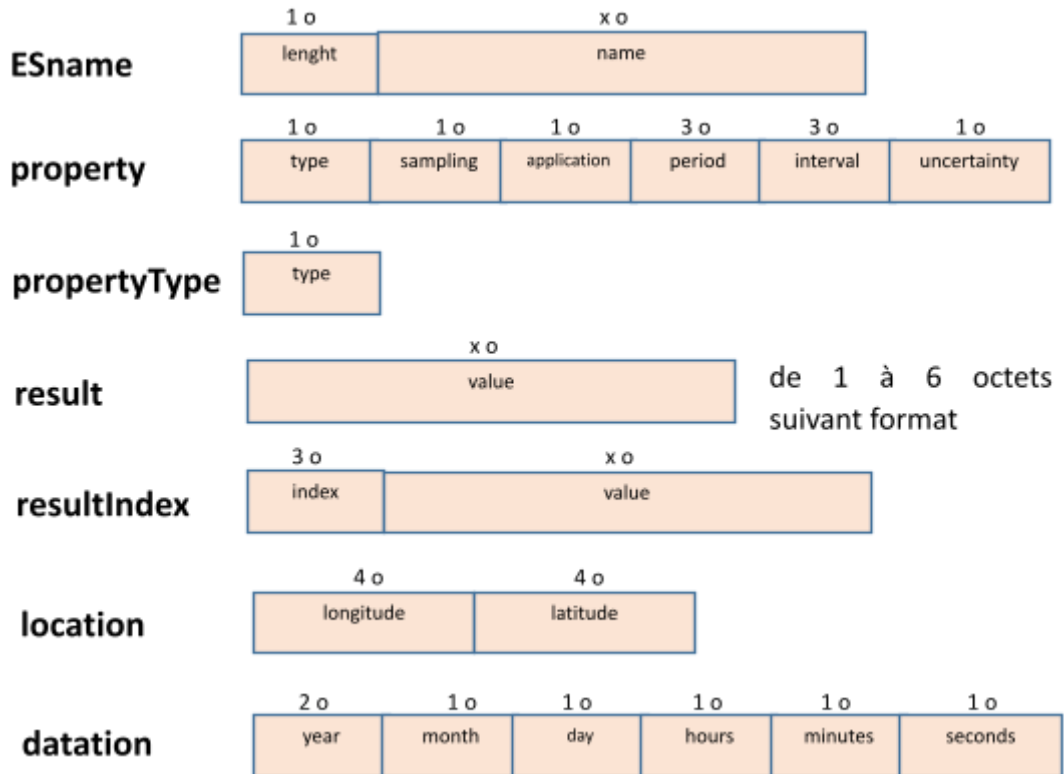 1 o x o
ESname lenght name
1 o 1 o 1 o 3 o 3 o 1 o
property type sampling application period interval uncertainty
1 o
propertyType type
x o
result value
de 1 à 6 octets
suivant format
3 o x o
resultIndex index value
4 o 4 o
location longitude latitude
2 o 1 o 1 o 1 o 1 o 1 o
datation year month day hours minutes seconds